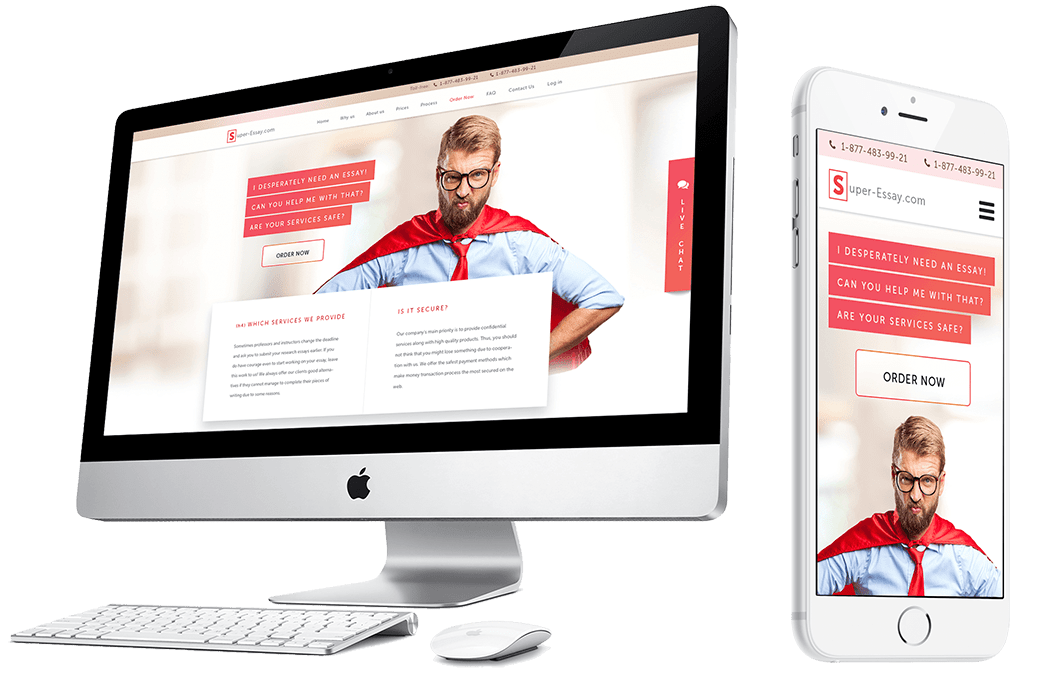 Toll-free: 1-877-483-99-21 1-877-483-99-21
Super-Essay.com
Home Why us About us Prices Process Order Now FAQ Contact Us Log in
I DESPERATELY NEED AN ESSAY!
CAN YOU HELP ME WITH THAT?
ARE YOUR SERVICES SAFE?
ORDER NOW
LIVE CHAT
WHICH SERVICES WE PROVIDE
Sometimes professors and instructors change the deadline
and ask you to submit your research essays earlier. If you
do have courage even to start working on your essay, leave
this work to us! We always offer our clients good alterna-
tives if they cannot manage to complete their pieces of
writing due to some reasons.
IS IT SECURE?
Our company's main priority is to provide confidential
services along with high quality products. Thus, you should
not think that you might lose something due to coopera-
tion with us. We offer the safest payment methods which
make money transaction process the most secured on the
web.
1-877-483-99-21 1-877-483-99-21
Super-Essay.com
I DESPERATELY NEED AN ESSAY!
CAN YOU HELP ME WITH THAT?
ARE YOUR SERVICES SAFE?
ORDER NOW